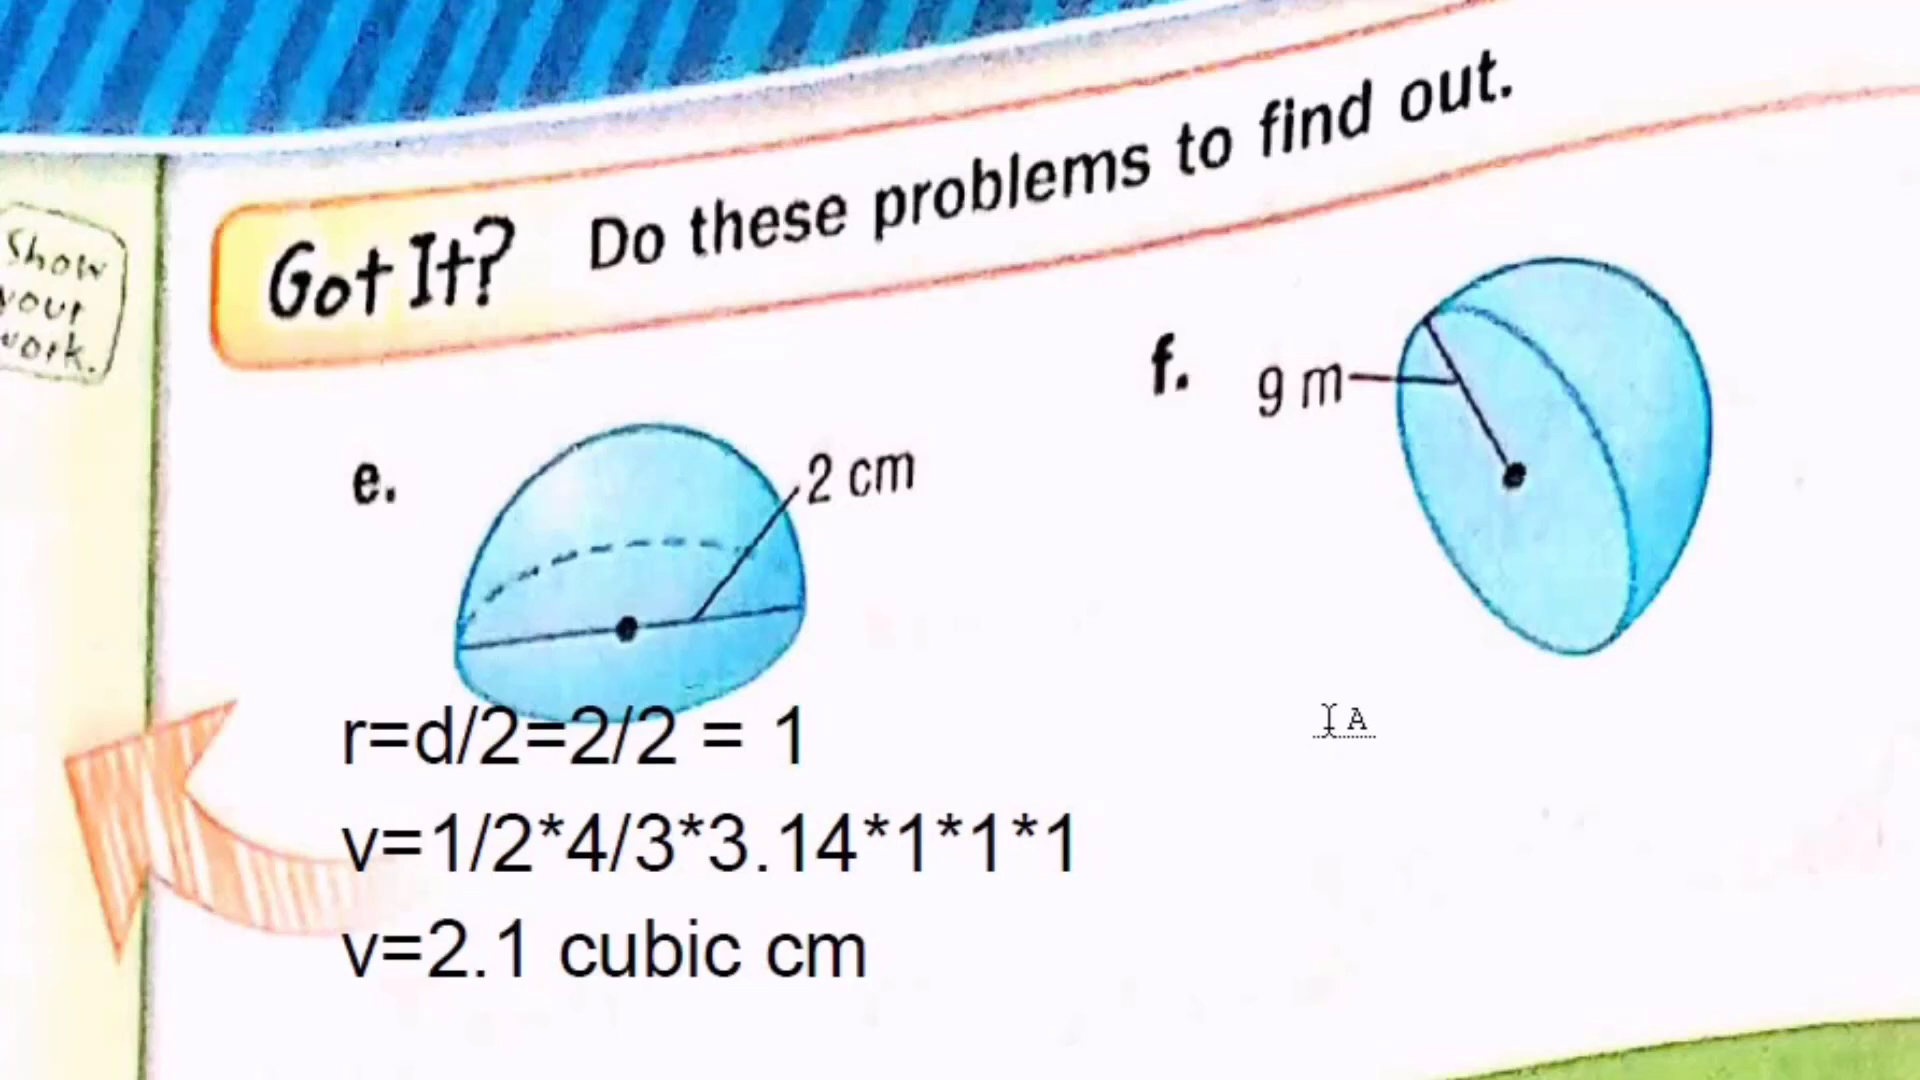 Show
your
work.
Got It? Do these problems to find out.
e.
2 cm
f.
9 m
r=d/2=2/2 = 1
v=1/2*4/3*3.14*1*1*1
v=2.1 cubic cm
A